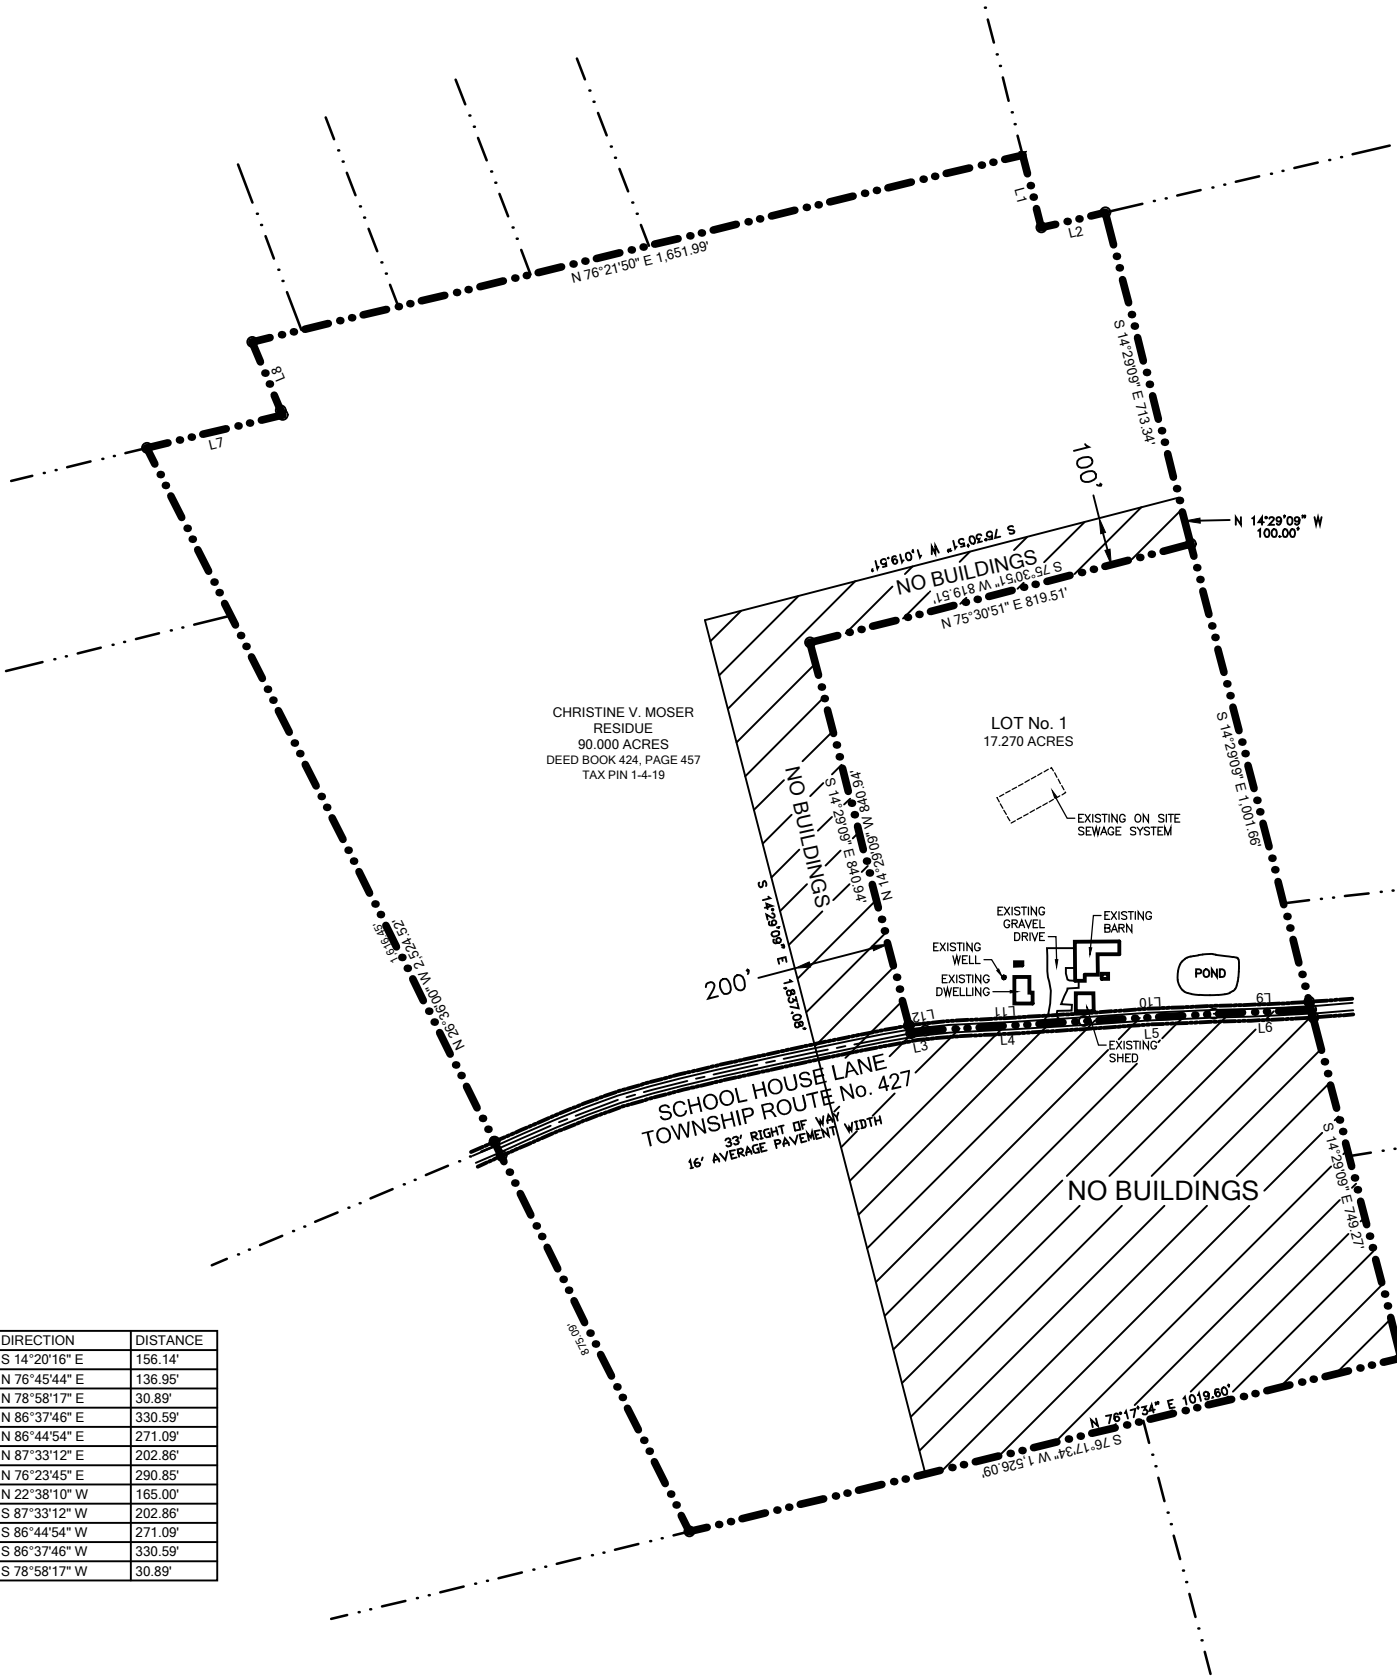 L1
L2
N 76°21'50" E 1,651.99'
L8
L7
S 14°29'09" E 713.34'
100'
N 14°29'09" W
100.00'
S 75°30'51" W 1,019.51'
NO BUILDINGS
S 75°30'51" W 819.51'
N 75°30'51" E 819.51'
CHRISTINE V. MOSER
RESIDUE
90.000 ACRES
DEED BOOK 424, PAGE 457
TAX PIN 1-4-19
LOT No. 1
17.270 ACRES
S 14°29'09" E 1,001.66'
NO BUILDINGS
N 14°29'09" W 840.94'
S 14°29'09" E 840.94'
EXISTING ON SITE
SEWAGE SYSTEM
S 14°29'09" E 1,837.08'
200'
EXISTING
GRAVEL
DRIVE
EXISTING
BARN
EXISTING
WELL
EXISTING
DWELLING
POND
1,616.45'
N 26°36'00" W 2,524.52'
L12
L11
L10
L9
L3
L4
L5
L6
EXISTING
SHED
SCHOOL HOUSE LANE
TOWNSHIP ROUTE No. 427
33' RIGHT OF WAY
16' AVERAGE PAVEMENT WIDTH
NO BUILDINGS
S 14°29'09" E 749.27'
875.09'
N 76°17'34" E 1019.60'
S 76°17'34" W 1,526.09'
DIRECTION DISTANCE
S 14°20'16" E 156.14'
N 76°45'44" E 136.95'
N 78°58'17" E 30.89'
N 86°37'46" E 330.59'
N 86°44'54" E 271.09'
N 87°33'12" E 202.86'
N 76°23'45" E 290.85'
N 22°38'10" W 165.00'
S 87°33'12" W 202.86'
S 86°44'54" W 271.09'
S 86°37'46" W 330.59'
S 78°58'17" W 30.89'